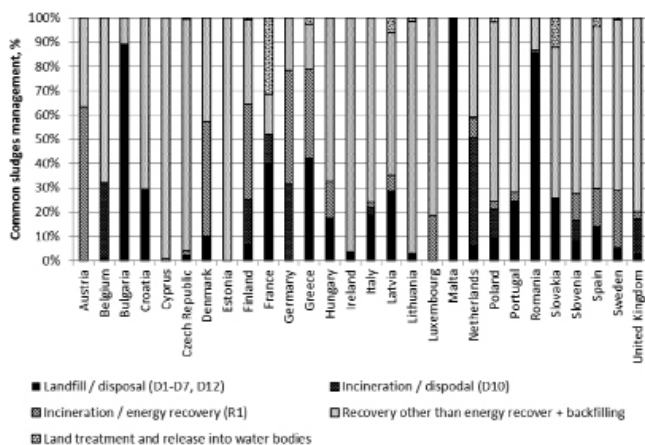 Common sludges management, %
100%
90%
80%
70%
60%
50%
40%
30%
20%
10%
0%
Austria
Belgium
Bulgaria
Croatia
Cyprus
Czech Republic
Denmark
Estonia
Finland
France
Germany
Greece
Hungary
Ireland
Italy
Latvia
Lithuania
Luxembourg
Malta
Netherlands
Poland
Portugal
Romania
Slovakia
Slovenia
Spain
Sweden
United Kingdom
Landfill / disposal (D1-D7, D12)
Incineration / dispodal (D10)
Incineration / energy recovery (R1)
Recovery other than energy recover + backfilling
Land treatment and release into water bodies